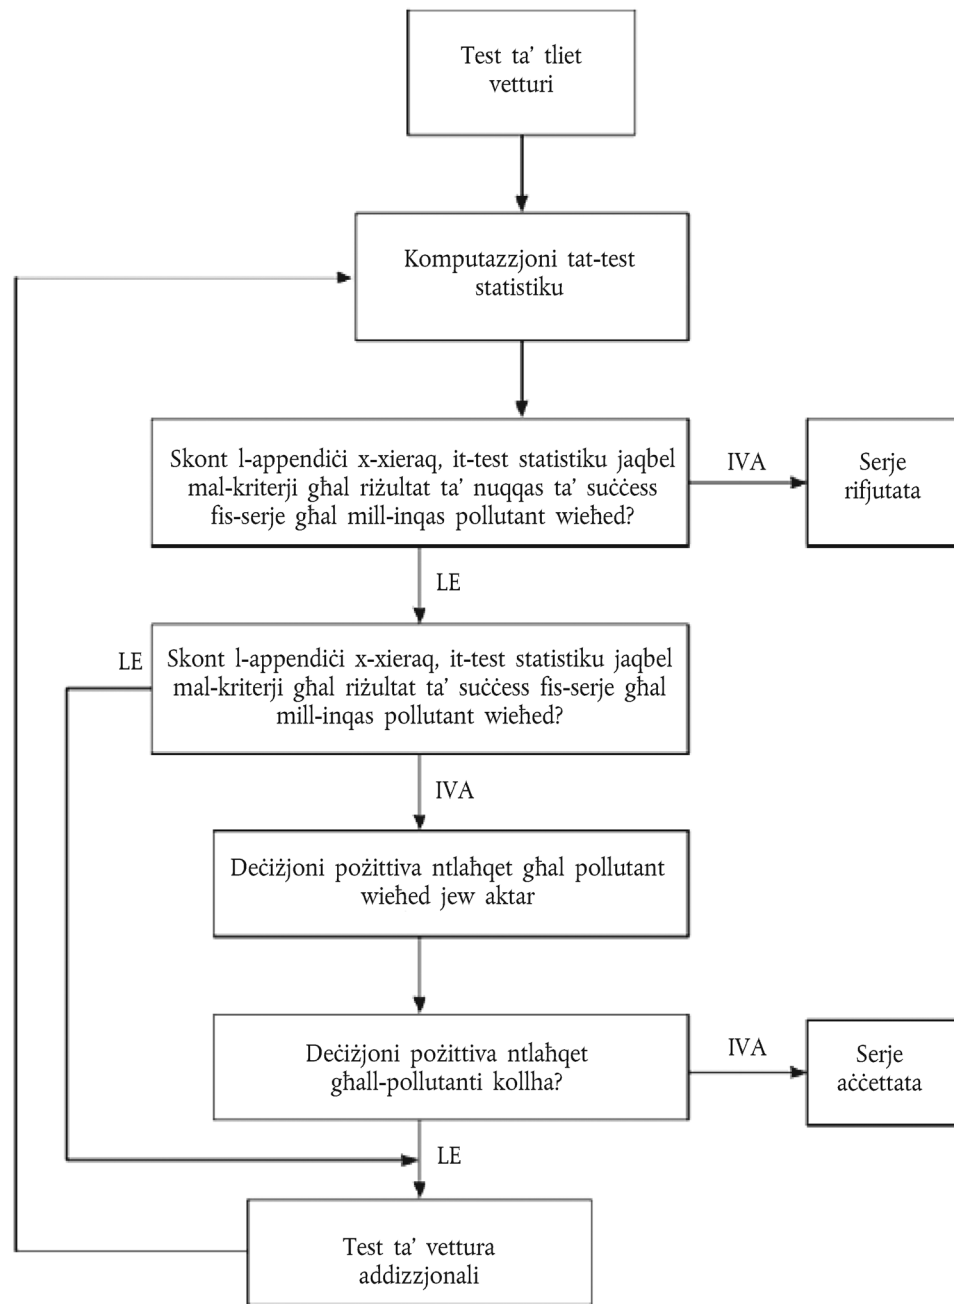 Test ta’ tliet
vetturi
Komputazzjoni tat-test
statistiku
Skont l-appendiċi x-xieraq, it-test statistiku jaqbel
mal-kriterji għal riżultat ta’ nuqqas ta’ suċċess
fis-serje għal mill-inqas pollutant wieħed?
IVA
Serje
rifjutata
LE
LE
Skont l-appendiċi x-xieraq, it-test statistiku jaqbel
mal-kriterji għal riżultat ta’ suċċess fis-serje għal
mill-inqas pollutant wieħed?
IVA
Deċiżjoni pożittiva ntlaħqet għal pollutant
wieħed jew aktar
Deċiżjoni pożittiva ntlaħqet
għall-pollutanti kollha?
IVA
Serje
aċċettata
LE
Test ta’ vettura
addizzjonali